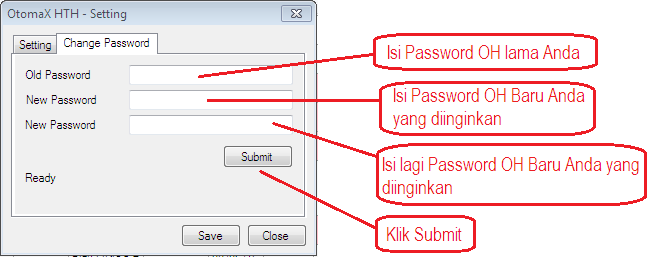 OtomaX HTH - Setting
Setting
Change Password
Old Password
New Password
New Password
Submit
Ready
Save
Close
Isi Password OH lama Anda
Isi Password OH Baru Anda
yang diinginkan
Isi lagi Password OH Baru Anda yang
diinginkan
Klik Submit